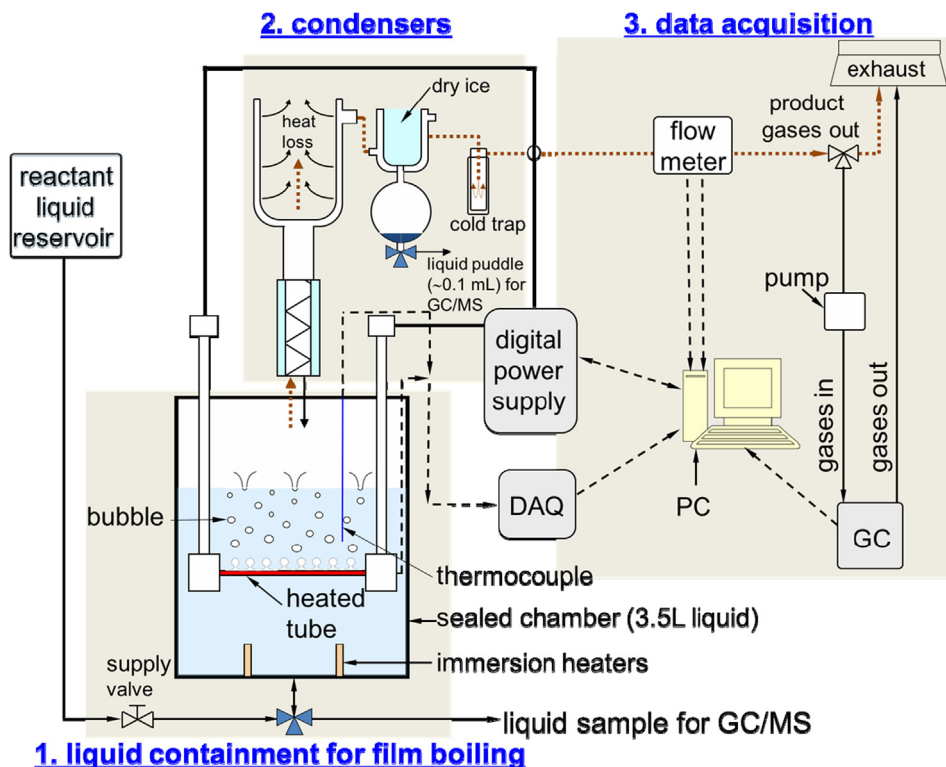 2. condensers
3. data acquisition
exhaust
dry ice
product
gases out
heat
loss
flow
meter
reactant
liquid
reservoir
cold trap
liquid puddle
(~0.1 mL) for
GC/MS
pump
digital
power
supply
gases in
gases out
bubble
DAQ
PC
GC
thermocouple
heated
tube
sealed chamber (3.5L liquid)
immersion heaters
supply
valve
liquid sample for GC/MS
1. liquid containment for film boiling